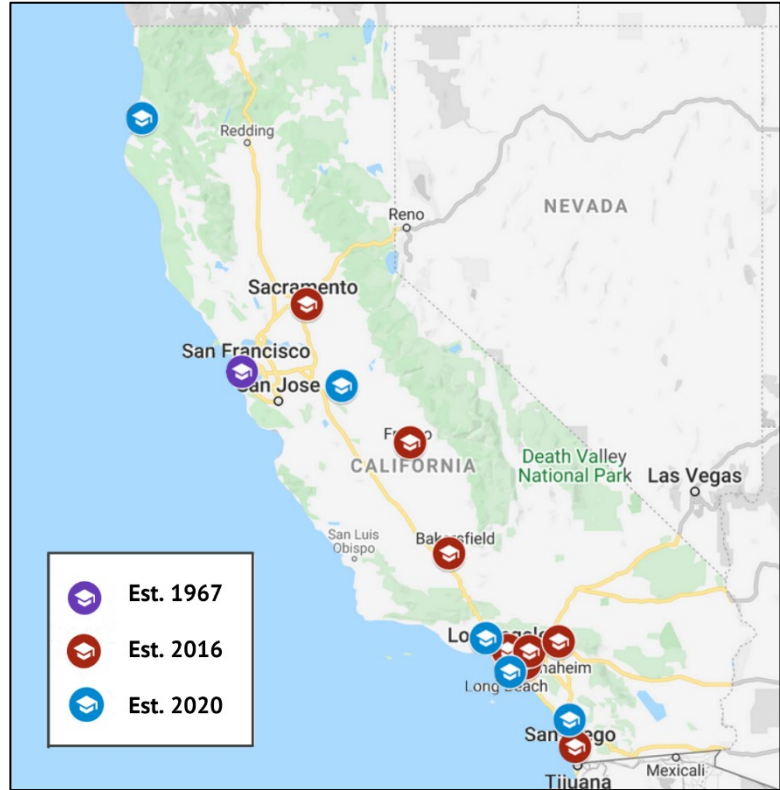 Redding
Reno
NEVADA
Sacramento
San Francisco
San Jose
CALIFORNIA
Death Valley
National Park
Las Vegas
San Luis
Obispo
Long Beach
Tijuana
Mexicali
Est. 1967
Est. 2016
Est. 2020